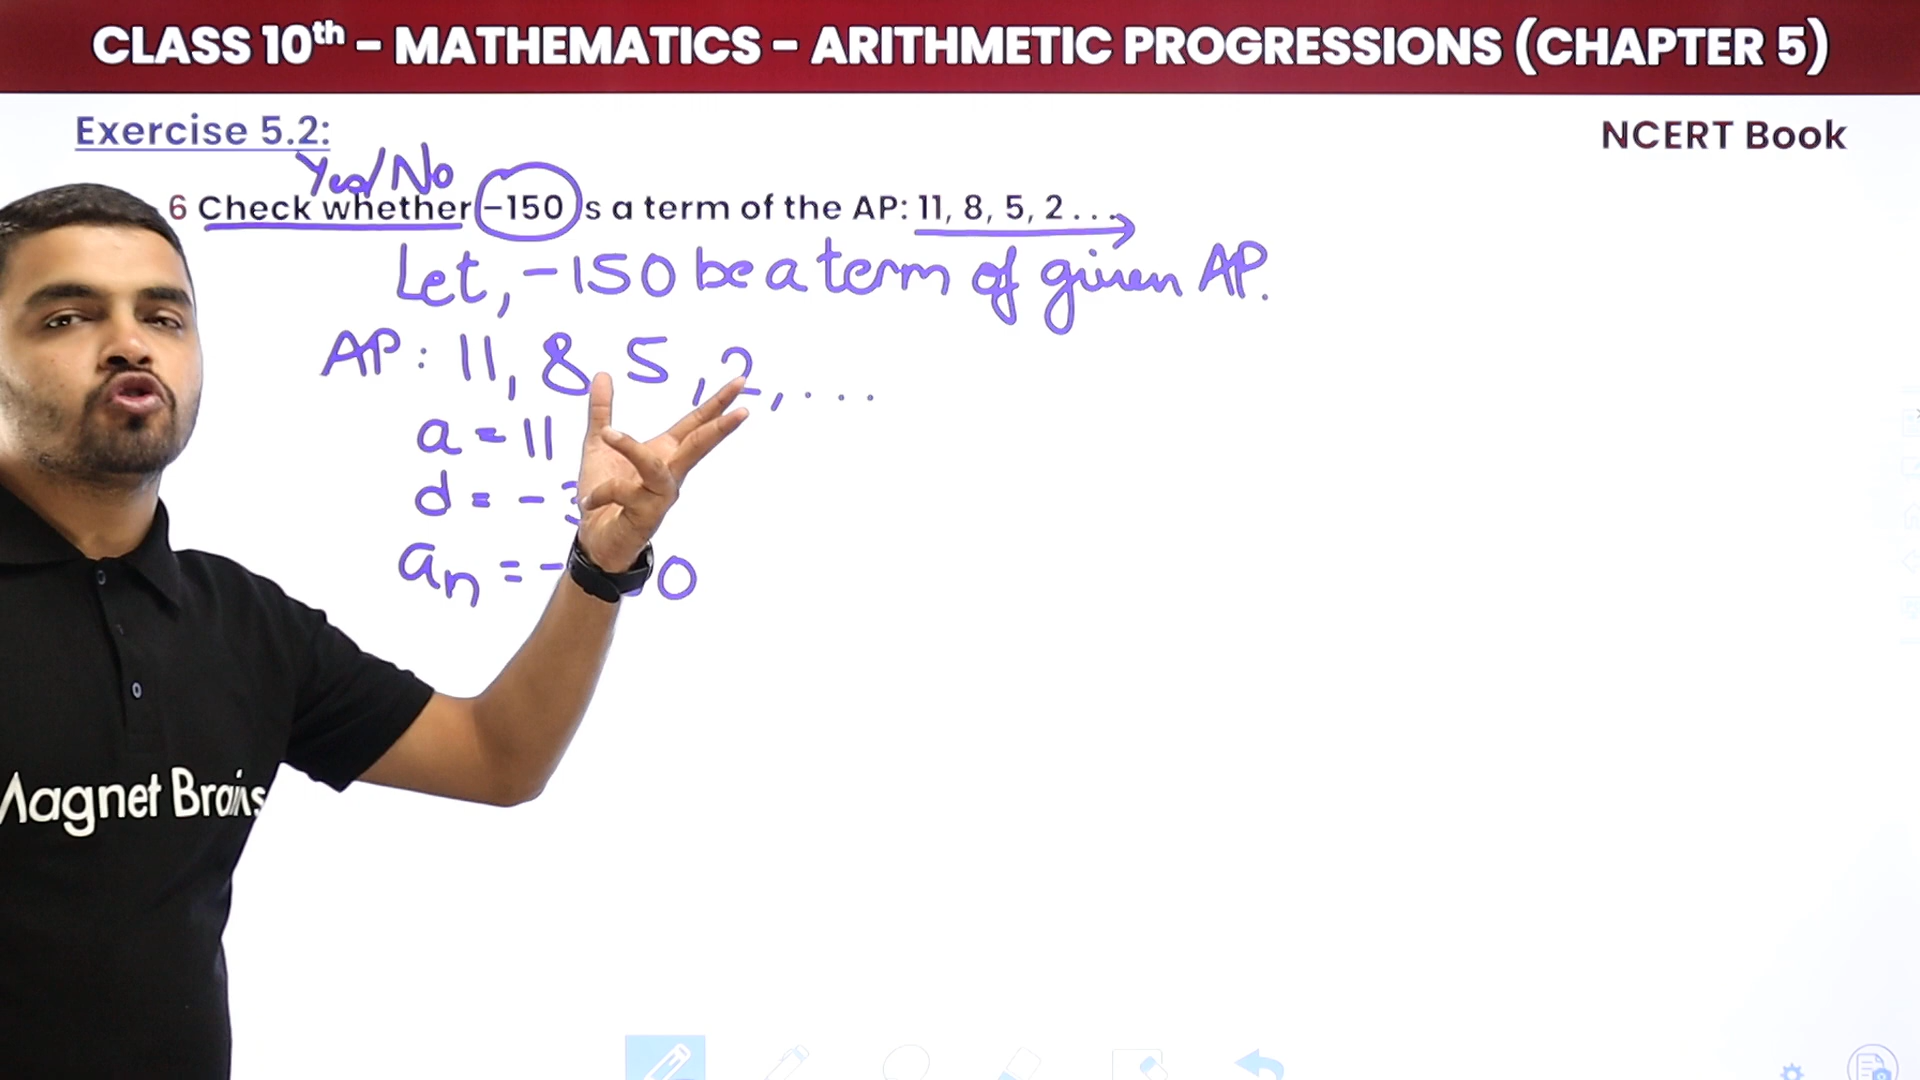 CLASS 10th – MATHEMATICS – ARITHMETIC PROGRESSIONS (CHAPTER 5)
Exercise 5.2:
NCERT Book
Yes/No
6 Check whether –150 is a term of the AP: 11, 8, 5, 2 . . .
Let, -150 be a term of given AP.
AP : 11, 8, 5, 2, . . .
a = 11
d = - 3
an = - 0
Magnet Brains